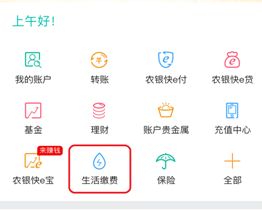 上午好！
我的账户 转账 农银快e付 农银快e贷
基金 理财 账户贵金属 充值中心
来赚钱
农银快e宝 生活缴费 保险 全部